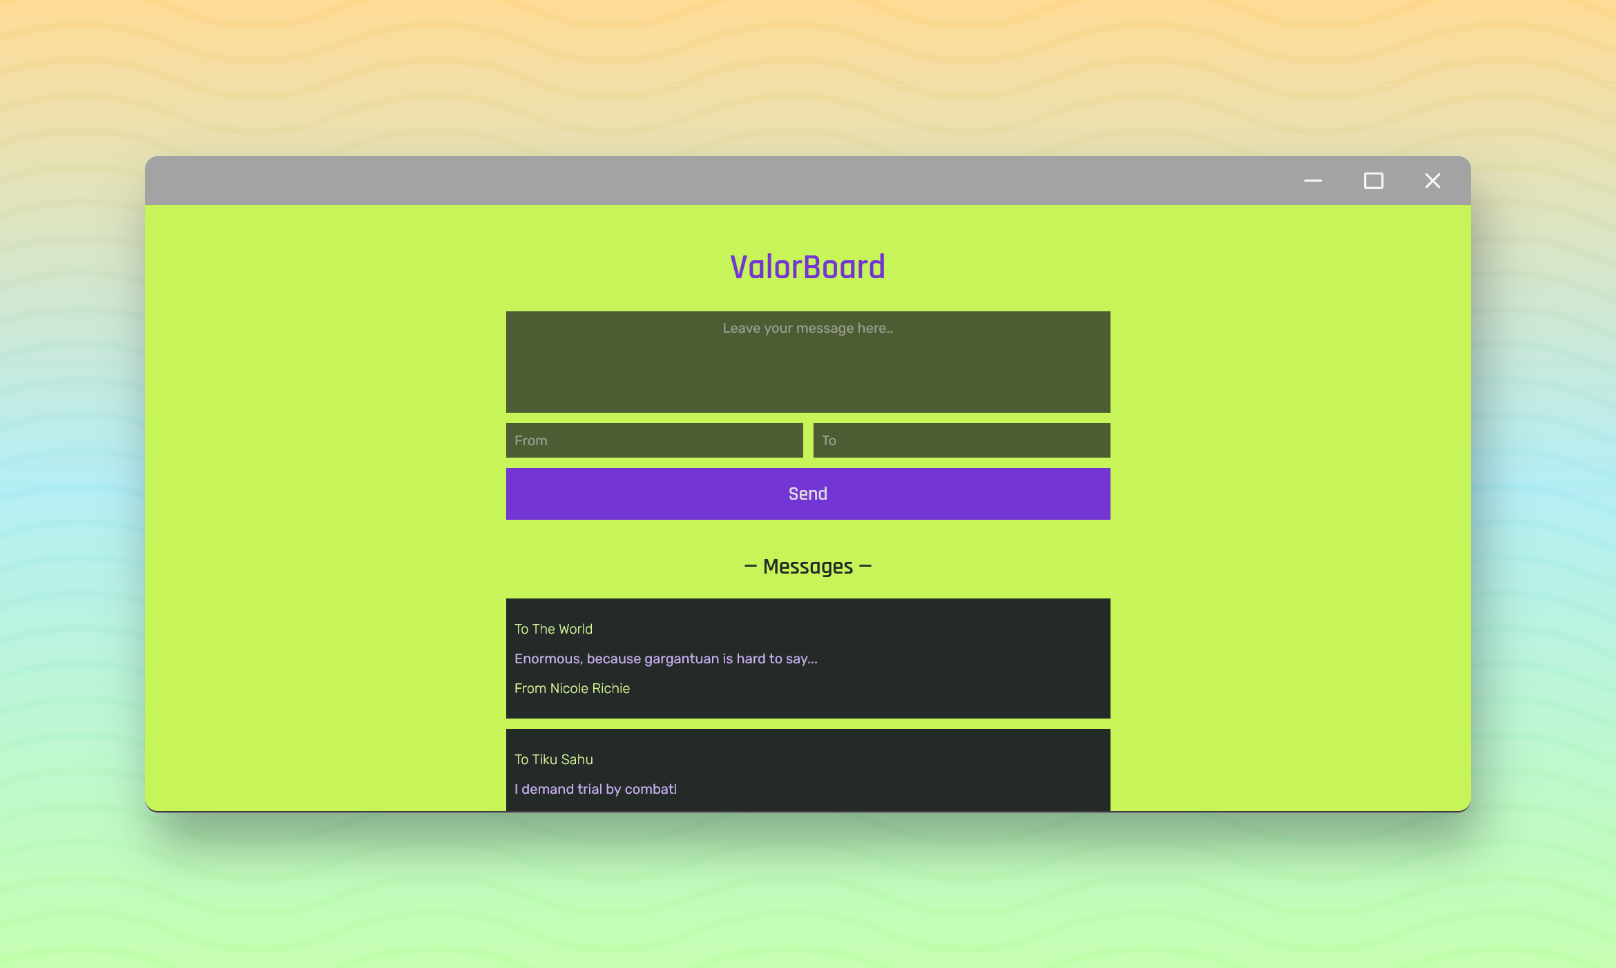 ValorBoard
Leave your message here..
From
To
Send
– Messages –
To The World
Enormous, because gargantuan is hard to say...
From Nicole Richie
To Tiku Sahu
I demand trial by combat!